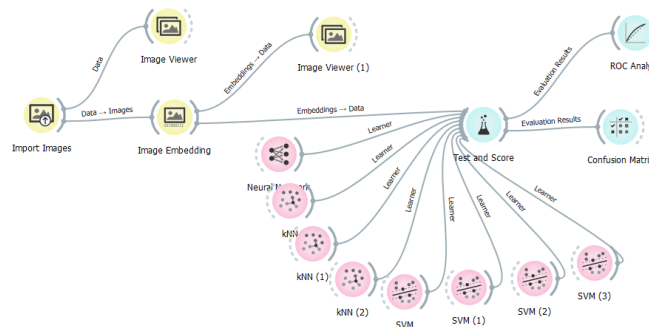 Image Viewer
Image Viewer (1)
ROC Analy
Data
Embeddings → Data
Evaluation Results
Data → Images
Embeddings → Data
Evaluation Results
Import Images
Image Embedding
Test and Score
Confusion Matri
Learner
Learner
Learner
Learner
Learner
Learner
Learner
Learner
Neural Network
kNN
kNN (1)
kNN (2)
SVM
SVM (1)
SVM (2)
SVM (3)